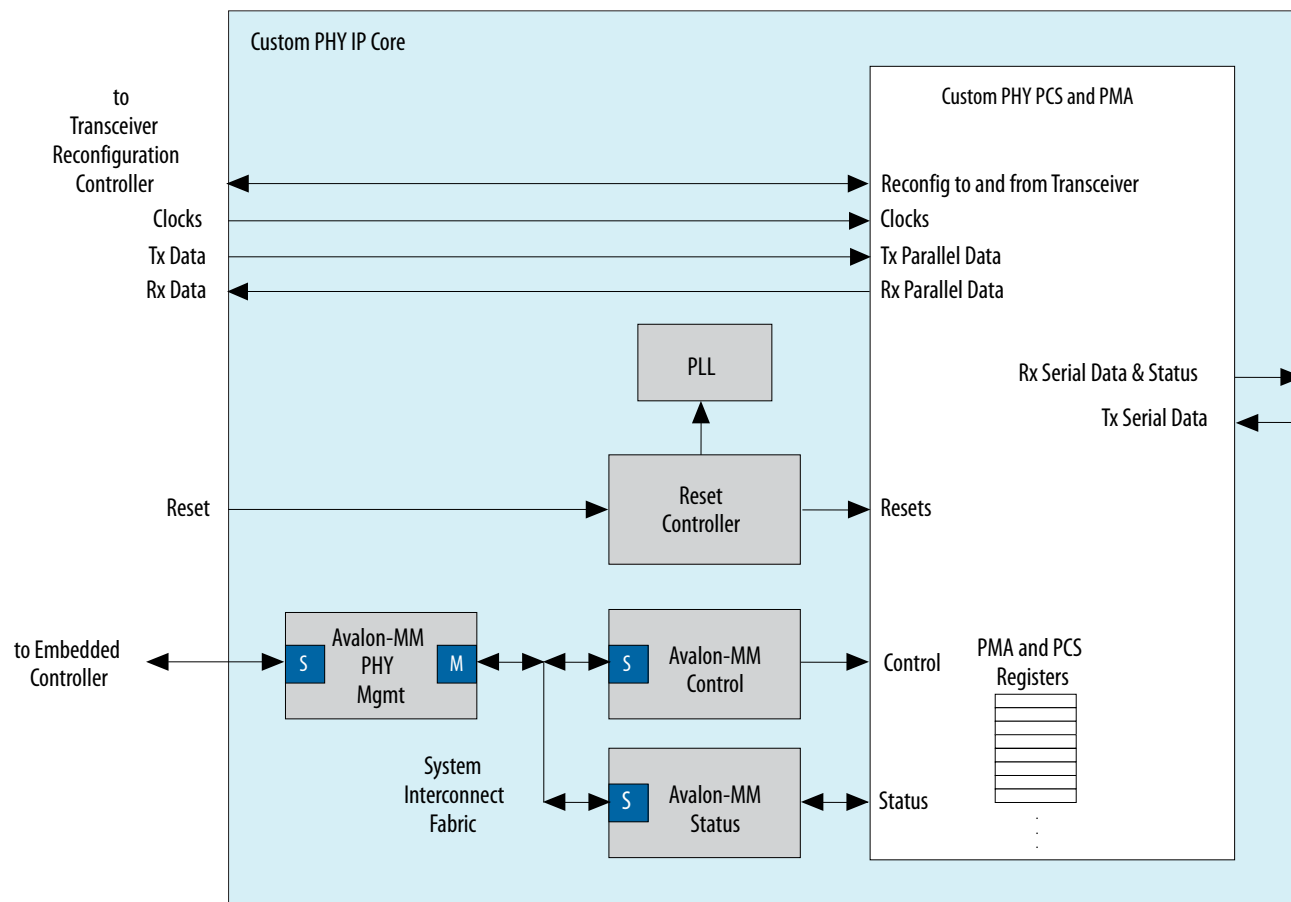 Custom PHY IP Core
Custom PHY PCS and PMA
to
Transceiver
Reconfiguration
Controller
Reconfig to and from Transceiver
Clocks
Clocks
Tx Data
Tx Parallel Data
Rx Data
Rx Parallel Data
PLL
Rx Serial Data & Status
Tx Serial Data
Reset
Reset
Controller
Resets
to Embedded
Controller
S
Avalon-MM
PHY
Mgmt
M
S
Avalon-MM
Control
Control
PMA and PCS
Registers
System
Interconnect
Fabric
S
Avalon-MM
Status
Status
.
.
.